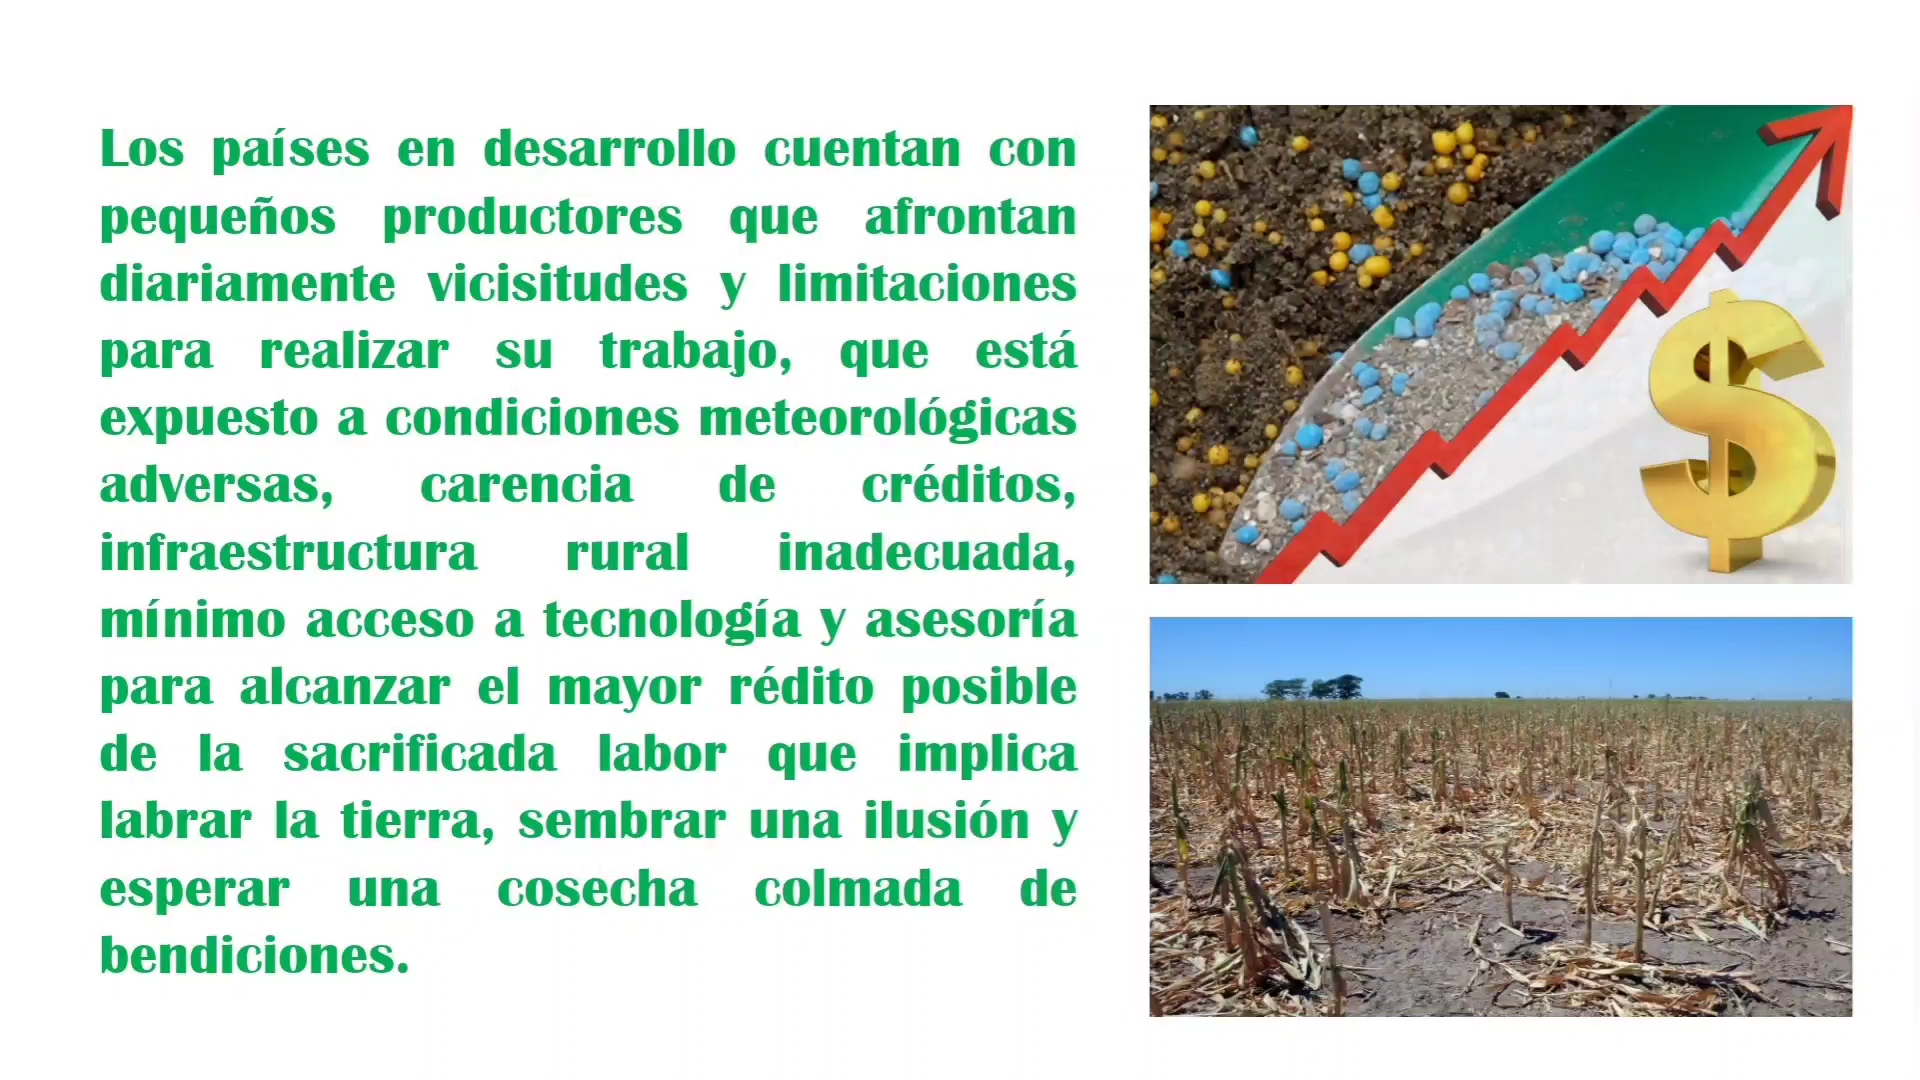 Los países en desarrollo cuentan con
pequeños productores que afrontan
diariamente vicisitudes y limitaciones
para realizar su trabajo, que está
expuesto a condiciones meteorológicas
adversas, carencia de créditos,
infraestructura rural inadecuada,
mínimo acceso a tecnología y asesoría
para alcanzar el mayor rédito posible
de la sacrificada labor que implica
labrar la tierra, sembrar una ilusión y
esperar una cosecha colmada de
bendiciones.
$